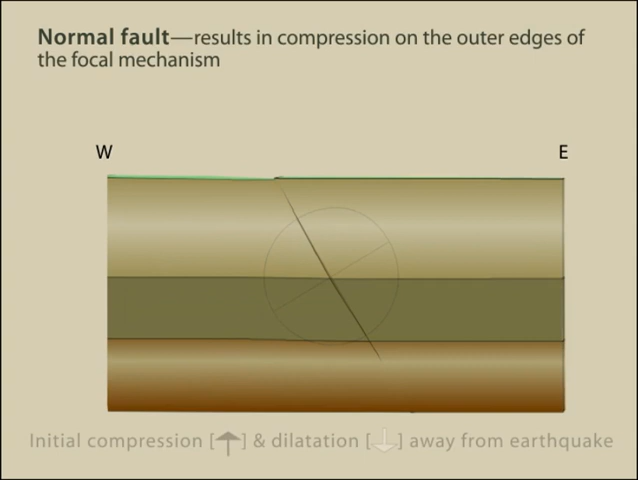 Normal fault—results in compression on the outer edges of
the focal mechanism
W E
Initial compression [↑] & dilatation [↓] away from earthquake